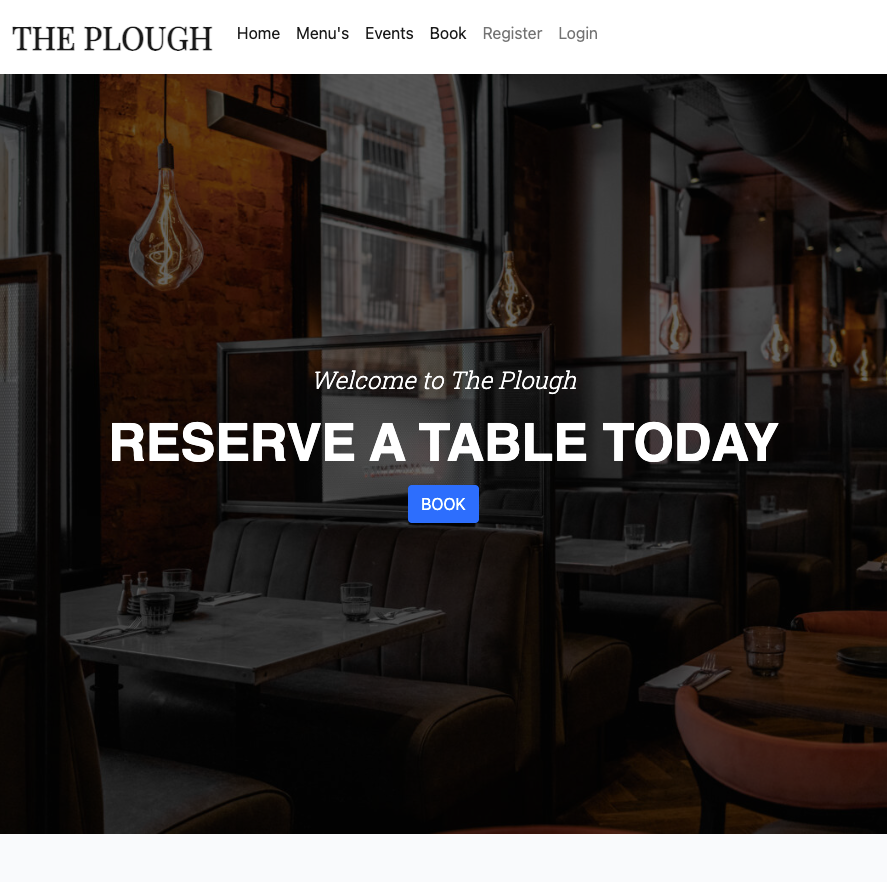 THE PLOUGH Home Menu's Events Book Register Login
Welcome to The Plough
RESERVE A TABLE TODAY
BOOK